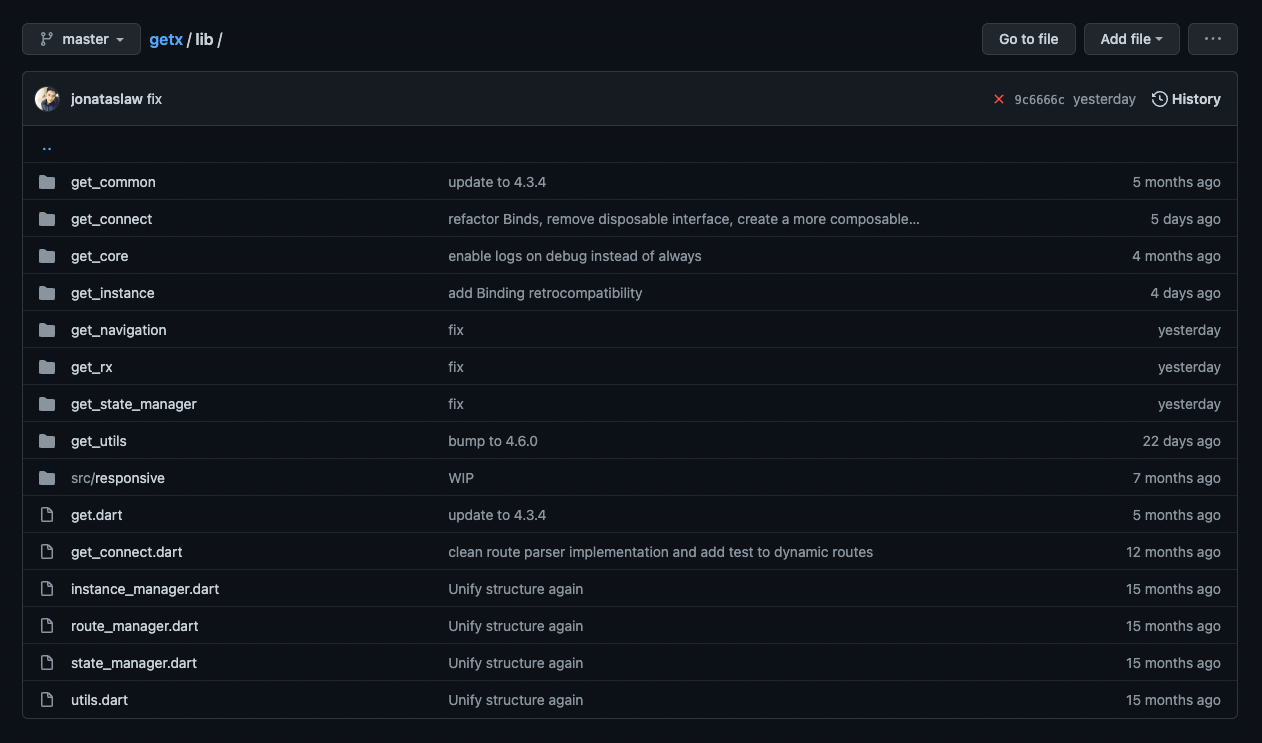 master getx / lib / Go to file Add file ...
jonataslaw fix 9c6666c yesterday History
..
get_common update to 4.3.4 5 months ago
get_connect refactor Binds, remove disposable interface, create a more composable… 5 days ago
get_core enable logs on debug instead of always 4 months ago
get_instance add Binding retrocompatibility 4 days ago
get_navigation fix yesterday
get_rx fix yesterday
get_state_manager fix yesterday
get_utils bump to 4.6.0 22 days ago
src/responsive WIP 7 months ago
get.dart update to 4.3.4 5 months ago
get_connect.dart clean route parser implementation and add test to dynamic routes 12 months ago
instance_manager.dart Unify structure again 15 months ago
route_manager.dart Unify structure again 15 months ago
state_manager.dart Unify structure again 15 months ago
utils.dart Unify structure again 15 months ago